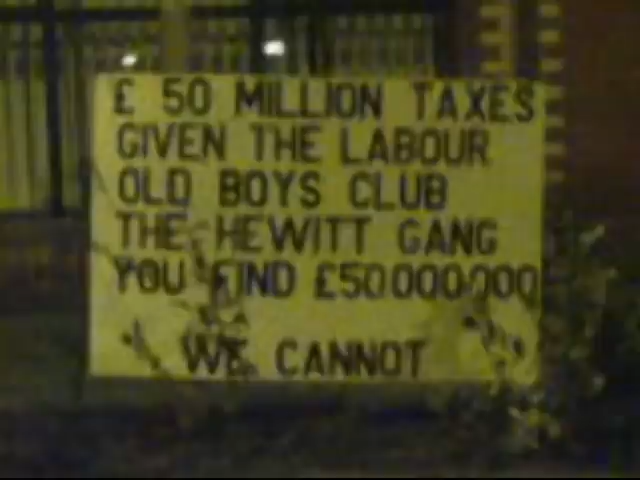 £ 50 MILLION TAXES
GIVEN THE LABOUR
OLD BOYS CLUB
THE HEWITT GANG
YOU FIND £50000000
WE CANNOT